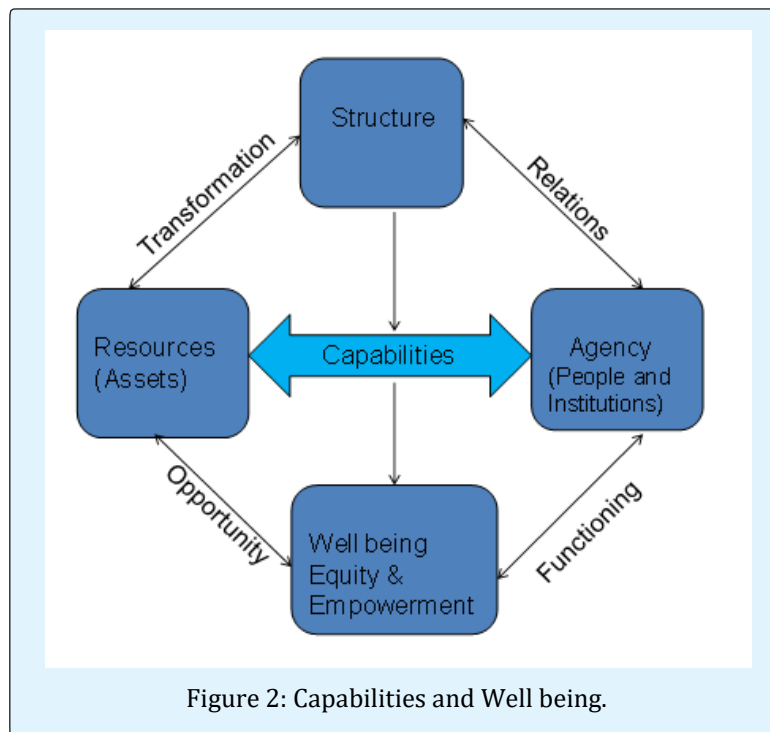 Structure
Transformation
Relations
Resources
(Assets)
Capabilities
Agency
(People and
Institutions)
Opportunity
Functioning
Well being
Equity &
Empowerment
Figure 2: Capabilities and Well being.